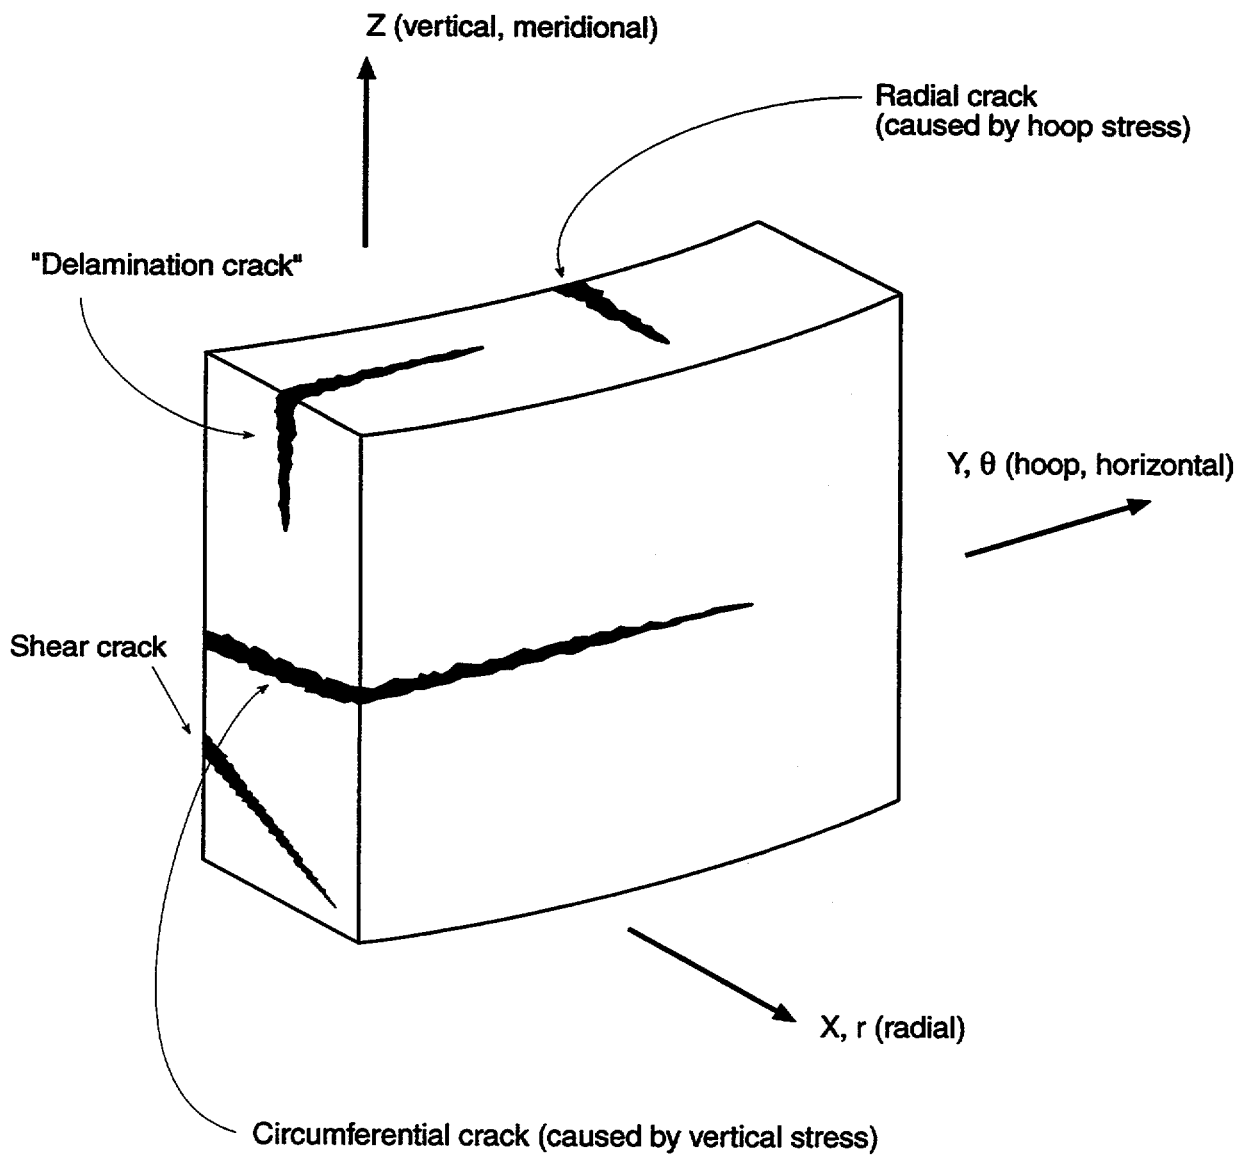 Z (vertical, meridional)
Radial crack
(caused by hoop stress)
"Delamination crack"
Y, θ (hoop, horizontal)
Shear crack
X, r (radial)
Circumferential crack (caused by vertical stress)